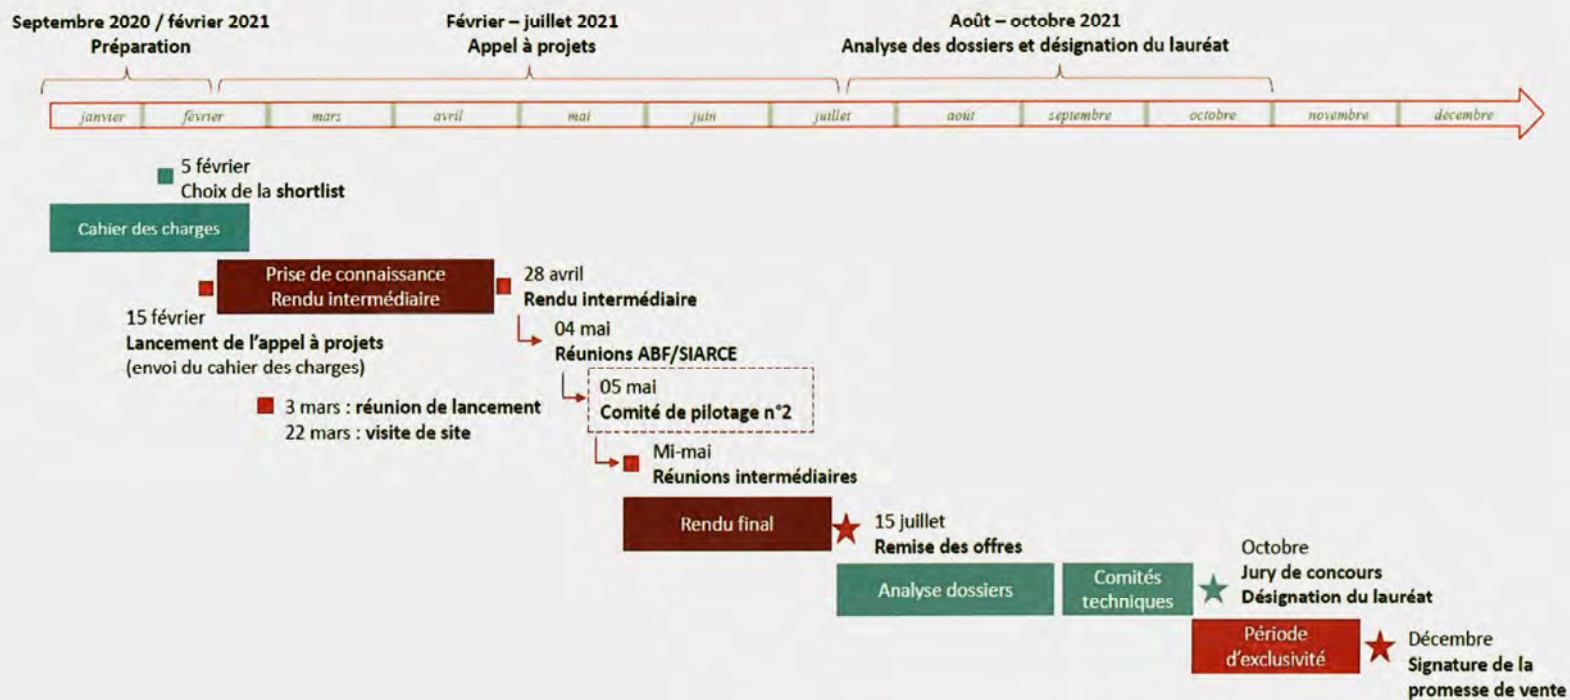 Septembre 2020 / février 2021
Préparation
Février – juillet 2021
Appel à projets
Août – octobre 2021
Analyse des dossiers et désignation du lauréat
janvier
février
mars
avril
mai
juin
juillet
août
septembre
octobre
novembre
décembre
5 février
Choix de la shortlist
Cahier des charges
Prise de connaissance
Rendu intermédiaire
28 avril
Rendu intermédiaire
15 février
Lancement de l'appel à projets
(envoi du cahier des charges)
04 mai
Réunions ABF/SIARCE
05 mai
Comité de pilotage n°2
3 mars : réunion de lancement
22 mars : visite de site
Mi-mai
Réunions intermédiaires
Rendu final
15 juillet
Remise des offres
Analyse dossiers
Comités
techniques
Octobre
Jury de concours
Désignation du lauréat
Période
d'exclusivité
Décembre
Signature de la
promesse de vente